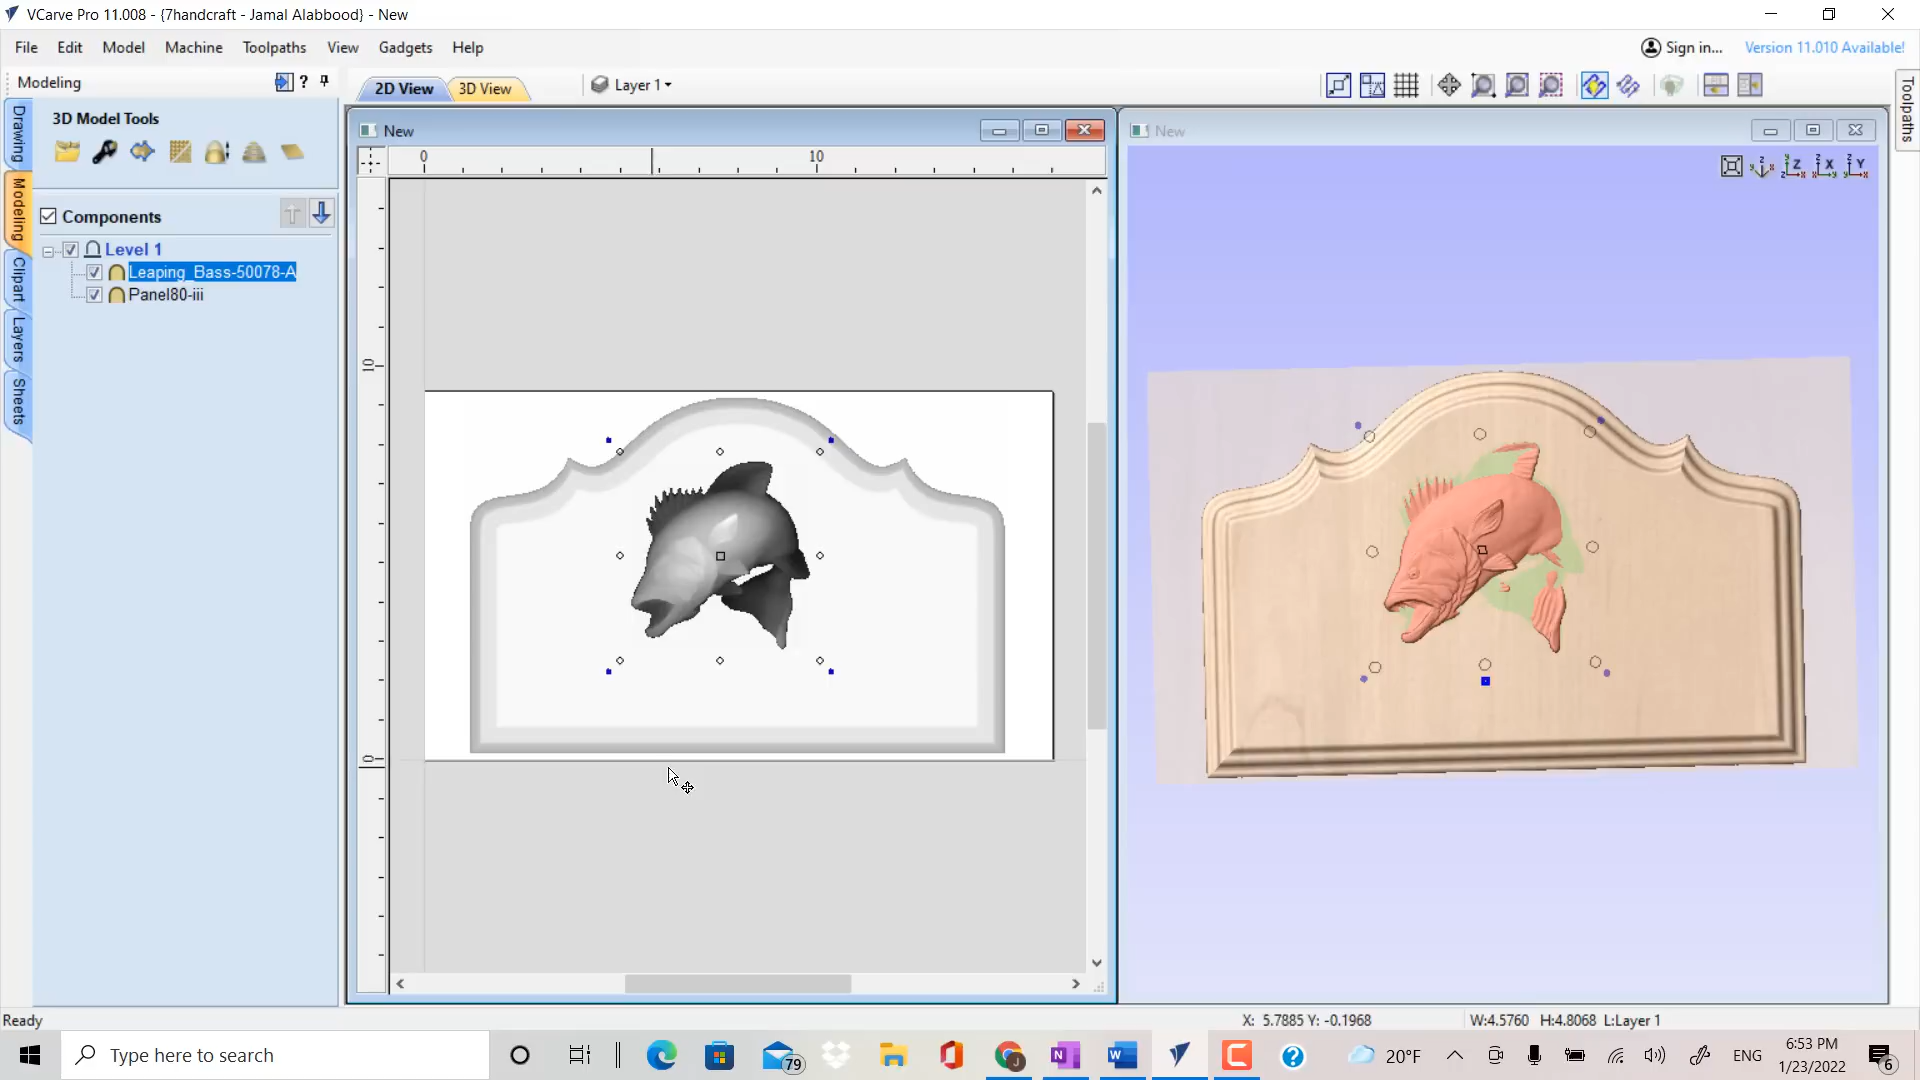 VCarve Pro 11.008 - {7handcraft - Jamal Alabbood} - New
File Edit Model Machine Toolpaths View Gadgets Help
Sign in... Version 11.010 Available!
Modeling ?
2D View 3D View Layer 1
Toolpaths
Drawing
Modeling
Clipart
Layers
Sheets
3D Model Tools
Components
Level 1
Leaping_Bass-50078-A
Panel80-iii
New
0 10
10
0
New
Z X Y
Ready
X: 5.7885 Y: -0.1968 W:4.5760 H:4.8068 L:Layer 1
Type here to search
79
20°F
ENG
6:53 PM
1/23/2022
6